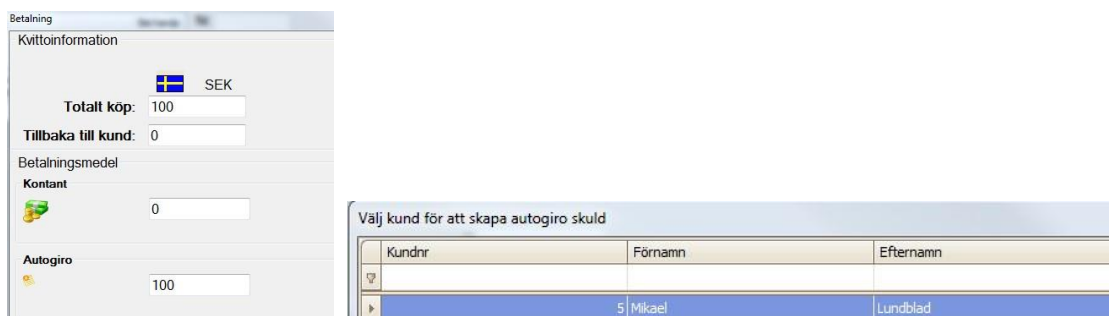 Betalning
Kvittoinformation
SEK
Totalt köp: 100
Tillbaka till kund: 0
Betalningsmedel
Kontant
0
Autogiro
100
Välj kund för att skapa autogiro skuld
Kundnr Förnamn Efternamn
5 Mikael Lundblad